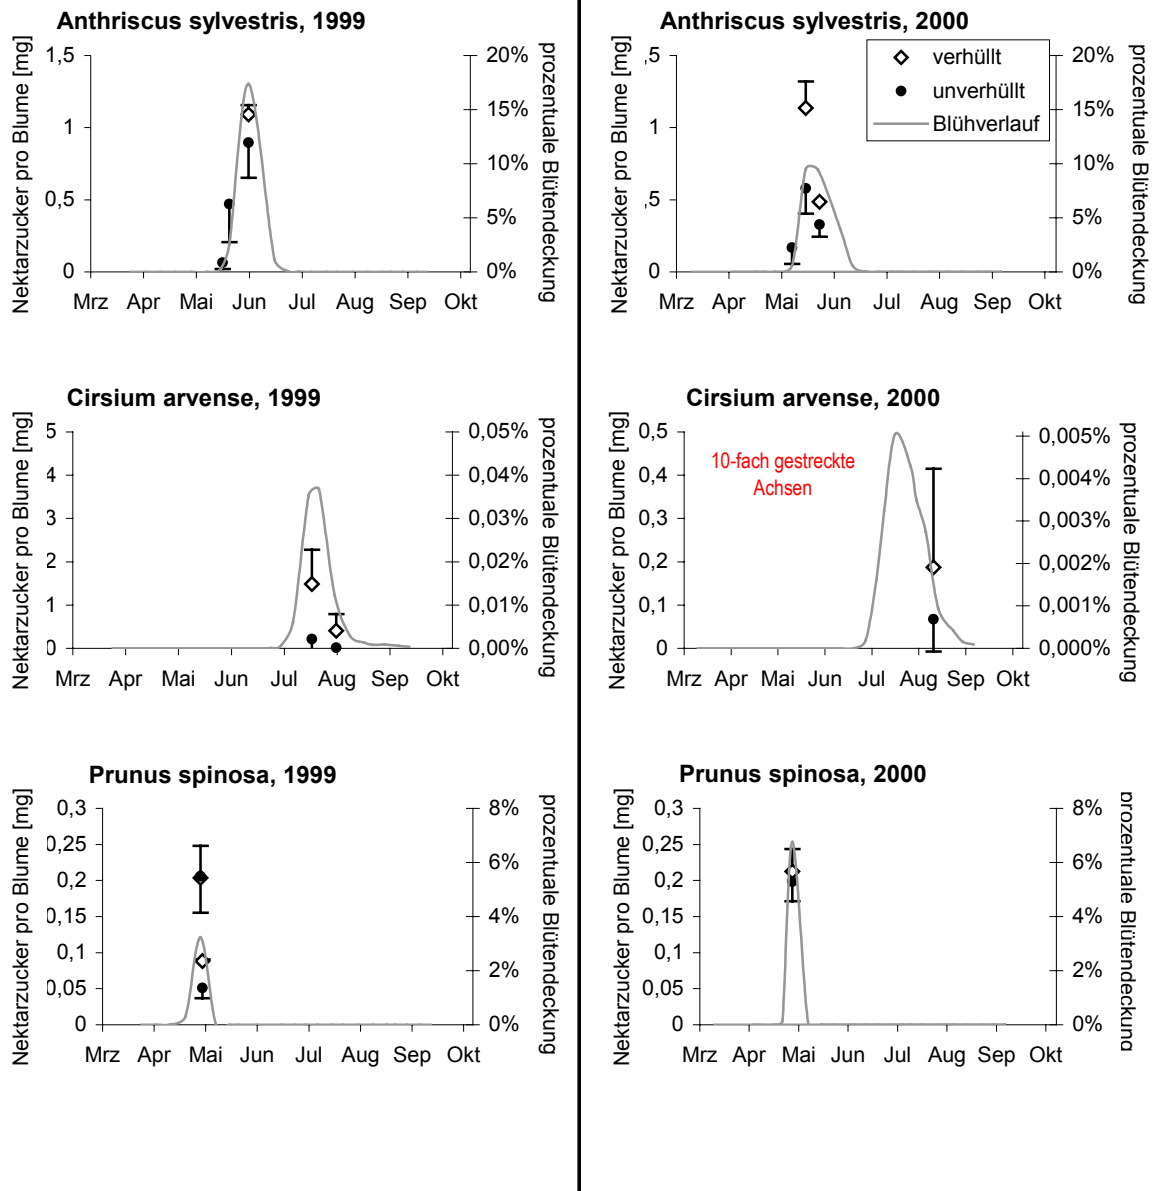 Anthriscus sylvestris, 1999
Nektarzucker pro Blume [mg]
1,5
1
0,5
0
20%
15%
10%
5%
0%
prozentuale Blütendeckung
Mrz Apr Mai Jun Jul Aug Sep Okt
Anthriscus sylvestris, 2000
Nektarzucker pro Blume [mg]
,5
1
,5
0
verhüllt
unverhüllt
Blühverlauf
20%
15%
10%
5%
0%
prozentuale Blütendeckung
Mrz Apr Mai Jun Jul Aug Sep Okt
Cirsium arvense, 1999
Nektarzucker pro Blume [mg]
5
4
3
2
1
0
0,05%
0,04%
0,03%
0,02%
0,01%
0,00%
prozentuale Blütendeckung
Mrz Apr Mai Jun Jul Aug Sep Okt
Cirsium arvense, 2000
Nektarzucker pro Blume [mg]
0,5
0,4
0,3
0,2
0,1
0
10-fach gestreckte
Achsen
0,005%
0,004%
0,003%
0,002%
0,001%
0,000%
prozentuale Blütendeckung
Mrz Apr Mai Jun Jul Aug Sep Okt
Prunus spinosa, 1999
Nektarzucker pro Blume [mg]
0,3
0,25
0,2
0,15
0,1
0,05
0
8%
6%
4%
2%
0%
prozentuale Blütendeckung
Mrz Apr Mai Jun Jul Aug Sep Okt
Prunus spinosa, 2000
Nektarzucker pro Blume [mg]
0,3
0,25
0,2
0,15
0,1
0,05
0
8%
6%
4%
2%
0%
prozentuale Blütendeckung
Mrz Apr Mai Jun Jul Aug Sep Okt